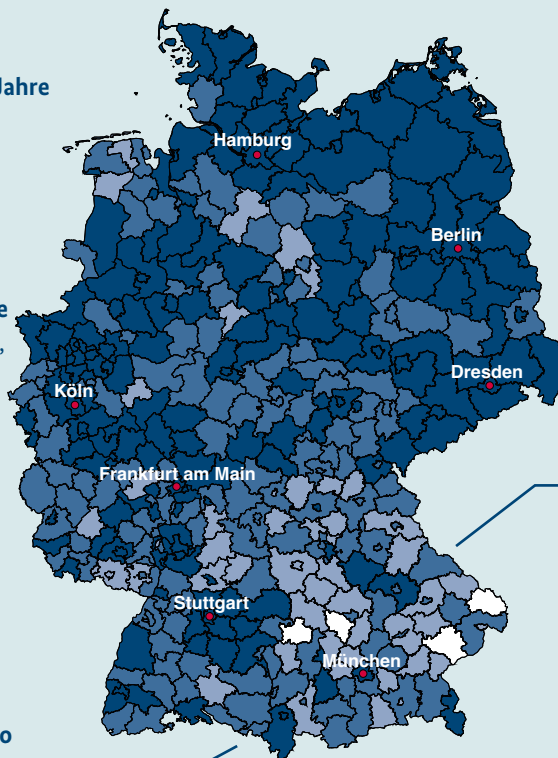 Jahre
Hamburg
Berlin
e
,
Dresden
Köln
Frankfurt am Main
Stuttgart
München
o